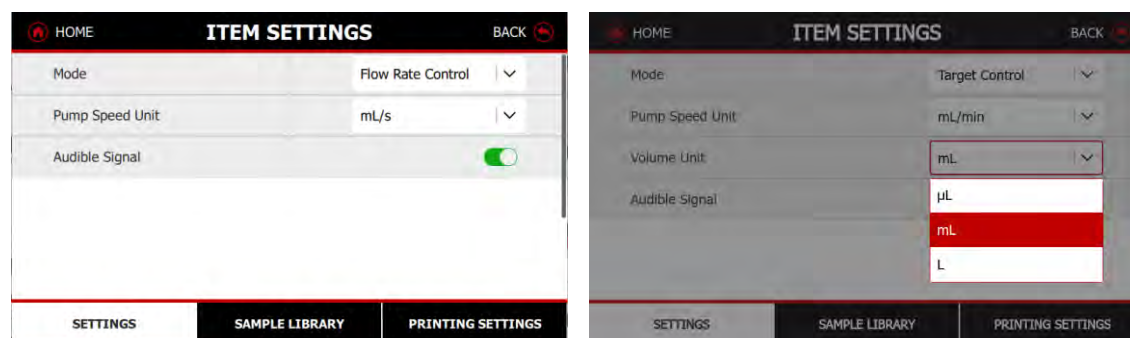 HOME ITEM SETTINGS BACK
Mode Flow Rate Control
Pump Speed Unit mL/s
Audible Signal
SETTINGS SAMPLE LIBRARY PRINTING SETTINGS
HOME ITEM SETTINGS BACK
Mode Target Control
Pump Speed Unit mL/min
Volume Unit mL
Audible Signal
µL
mL
L
SETTINGS SAMPLE LIBRARY PRINTING SETTINGS